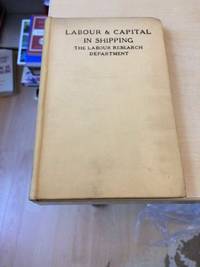 LABOUR & CAPITAL
IN SHIPPING
THE LABOUR RESEARCH
DEPARTMENT